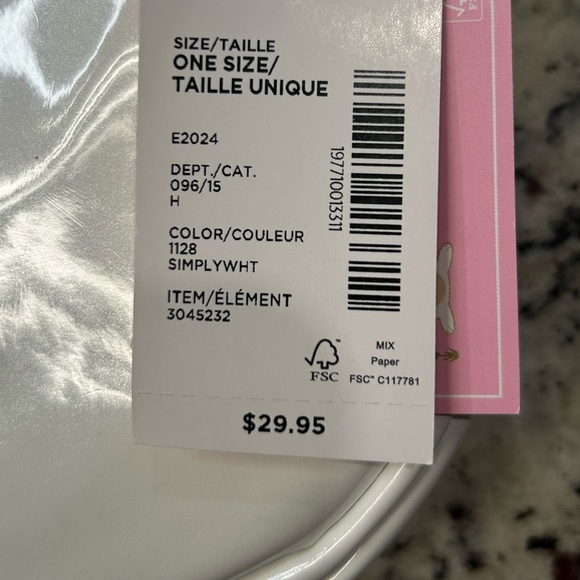 SIZE/TAILLE
ONE SIZE/
TAILLE UNIQUE
E2024
DEPT./CAT.
096/15
H
COLOR/COULEUR
1128
SIMPLYWHT
ITEM/ÉLÉMENT
3045232
197710013311
FSC™
MIX
Paper
FSC™ C117781
$29.95